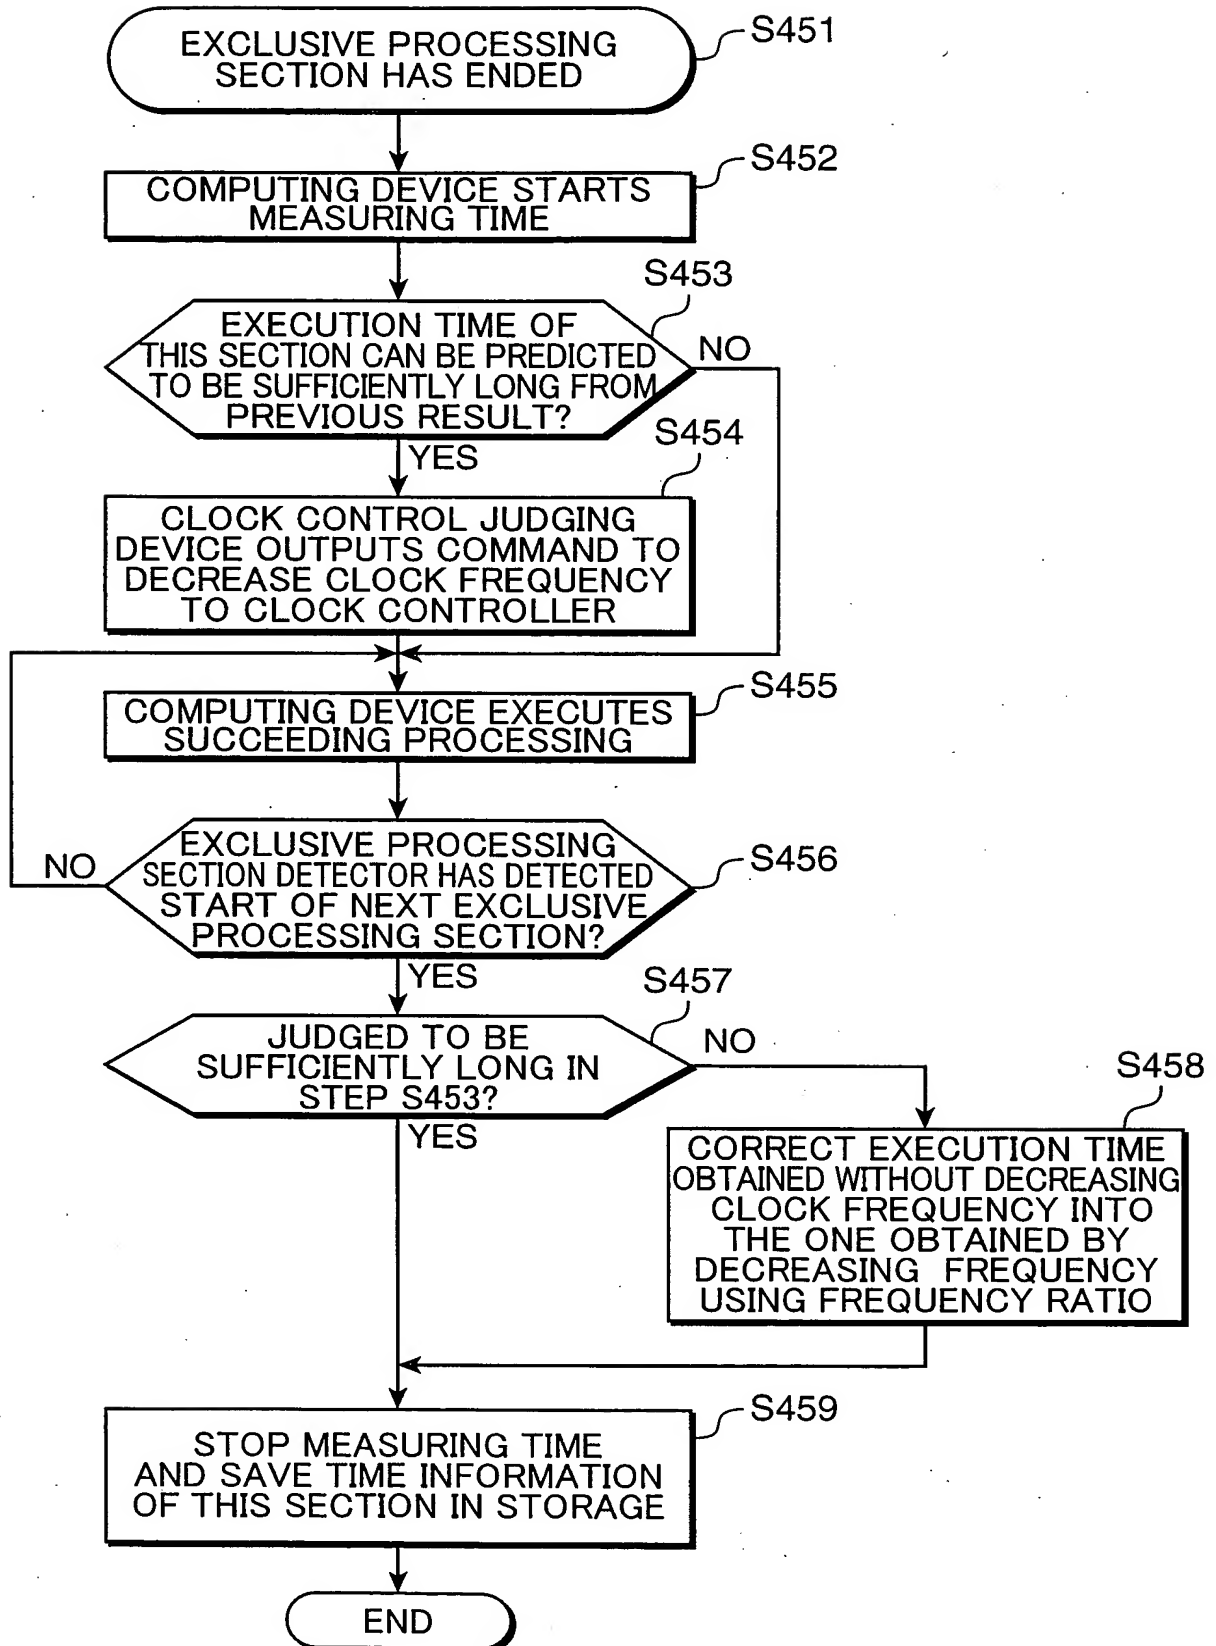 EXCLUSIVE PROCESSING
SECTION HAS ENDED
S451
S452
COMPUTING DEVICE STARTS
MEASURING TIME
S453
EXECUTION TIME OF
THIS SECTION CAN BE PREDICTED
TO BE SUFFICIENTLY LONG FROM
PREVIOUS RESULT?
NO
YES
S454
CLOCK CONTROL JUDGING
DEVICE OUTPUTS COMMAND TO
DECREASE CLOCK FREQUENCY
TO CLOCK CONTROLLER
S455
COMPUTING DEVICE EXECUTES
SUCCEEDING PROCESSING
EXCLUSIVE PROCESSING
SECTION DETECTOR HAS DETECTED
START OF NEXT EXCLUSIVE
PROCESSING SECTION?
NO
S456
YES
S457
JUDGED TO BE
SUFFICIENTLY LONG IN
STEP S453?
NO
YES
S458
CORRECT EXECUTION TIME
OBTAINED WITHOUT DECREASING
CLOCK FREQUENCY INTO
THE ONE OBTAINED BY
DECREASING FREQUENCY
USING FREQUENCY RATIO
S459
STOP MEASURING TIME
AND SAVE TIME INFORMATION
OF THIS SECTION IN STORAGE
END